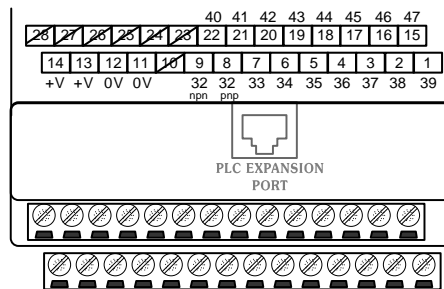 40 41 42 43 44 45 46 47
28 27 26 25 24 23 22 21 20 19 18 17 16 15
14 13 12 11 10 9 8 7 6 5 4 3 2 1
+V +V 0V 0V 32 32 33 34 35 36 37 38 39
npn pnp
PLC EXPANSION
PORT